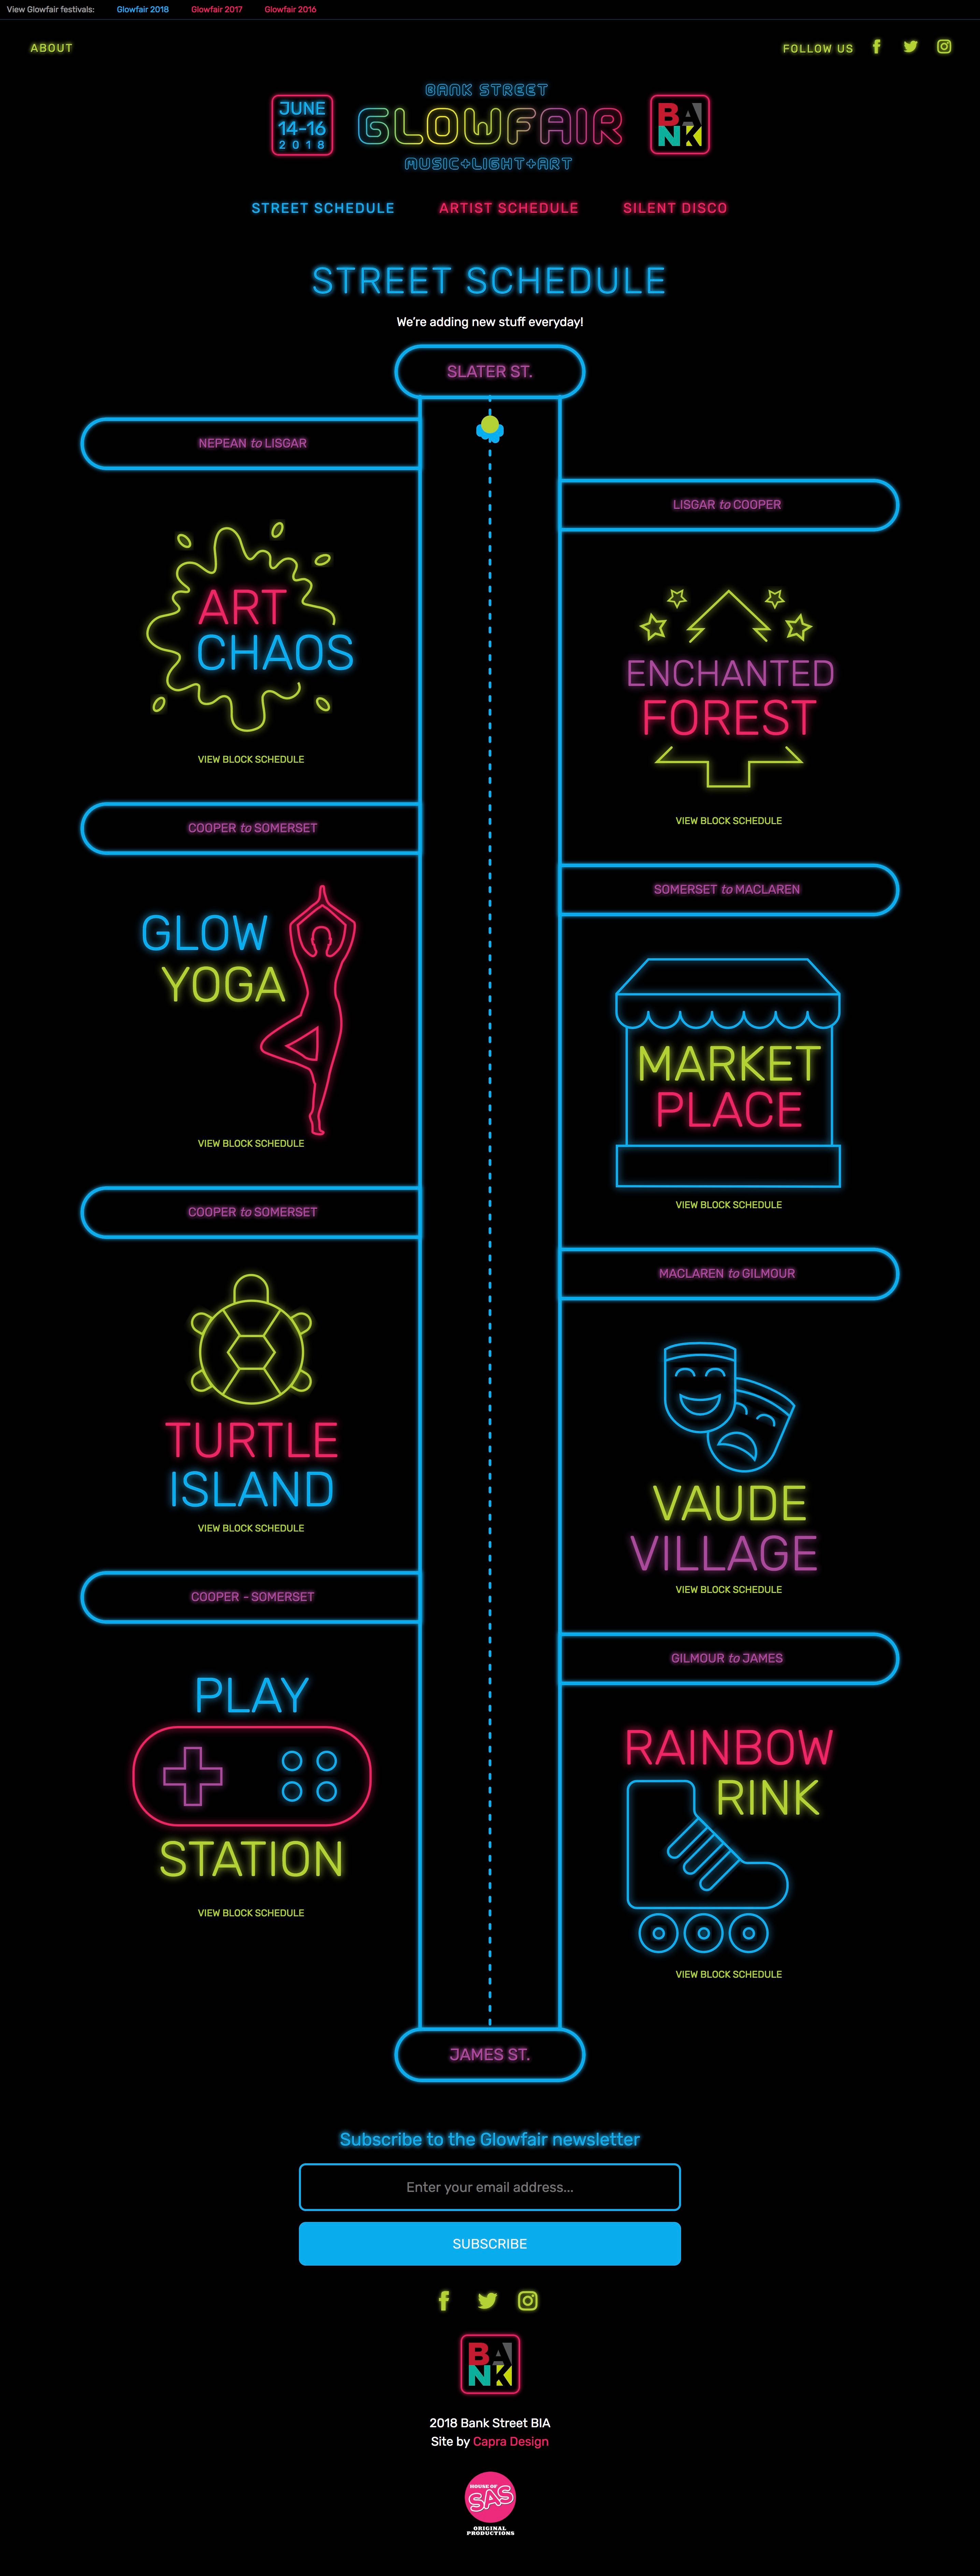 View Glowfair festivals: Glowfair 2018 Glowfair 2017 Glowfair 2016
ABOUT
FOLLOW US
JUNE
14-16
2018
BANK STREET
GLOWFAIR
MUSIC+LIGHT+ART
BANK
STREET SCHEDULE ARTIST SCHEDULE SILENT DISCO
STREET SCHEDULE
We're adding new stuff everyday!
SLATER ST.
NEPEAN to LISGAR
ART
CHAOS
VIEW BLOCK SCHEDULE
LISGAR to COOPER
ENCHANTED
FOREST
VIEW BLOCK SCHEDULE
COOPER to SOMERSET
GLOW
YOGA
VIEW BLOCK SCHEDULE
SOMERSET to MACLAREN
MARKET
PLACE
VIEW BLOCK SCHEDULE
COOPER to SOMERSET
TURTLE
ISLAND
VIEW BLOCK SCHEDULE
MACLAREN to GILMOUR
VAUDE
VILLAGE
VIEW BLOCK SCHEDULE
COOPER - SOMERSET
PLAY
STATION
VIEW BLOCK SCHEDULE
GILMOUR to JAMES
RAINBOW
RINK
VIEW BLOCK SCHEDULE
JAMES ST.
Subscribe to the Glowfair newsletter
Enter your email address...
SUBSCRIBE
BANK
2018 Bank Street BIA
Site by Capra Design
HOUSE OF
SAS
ORIGINAL
PRODUCTIONS